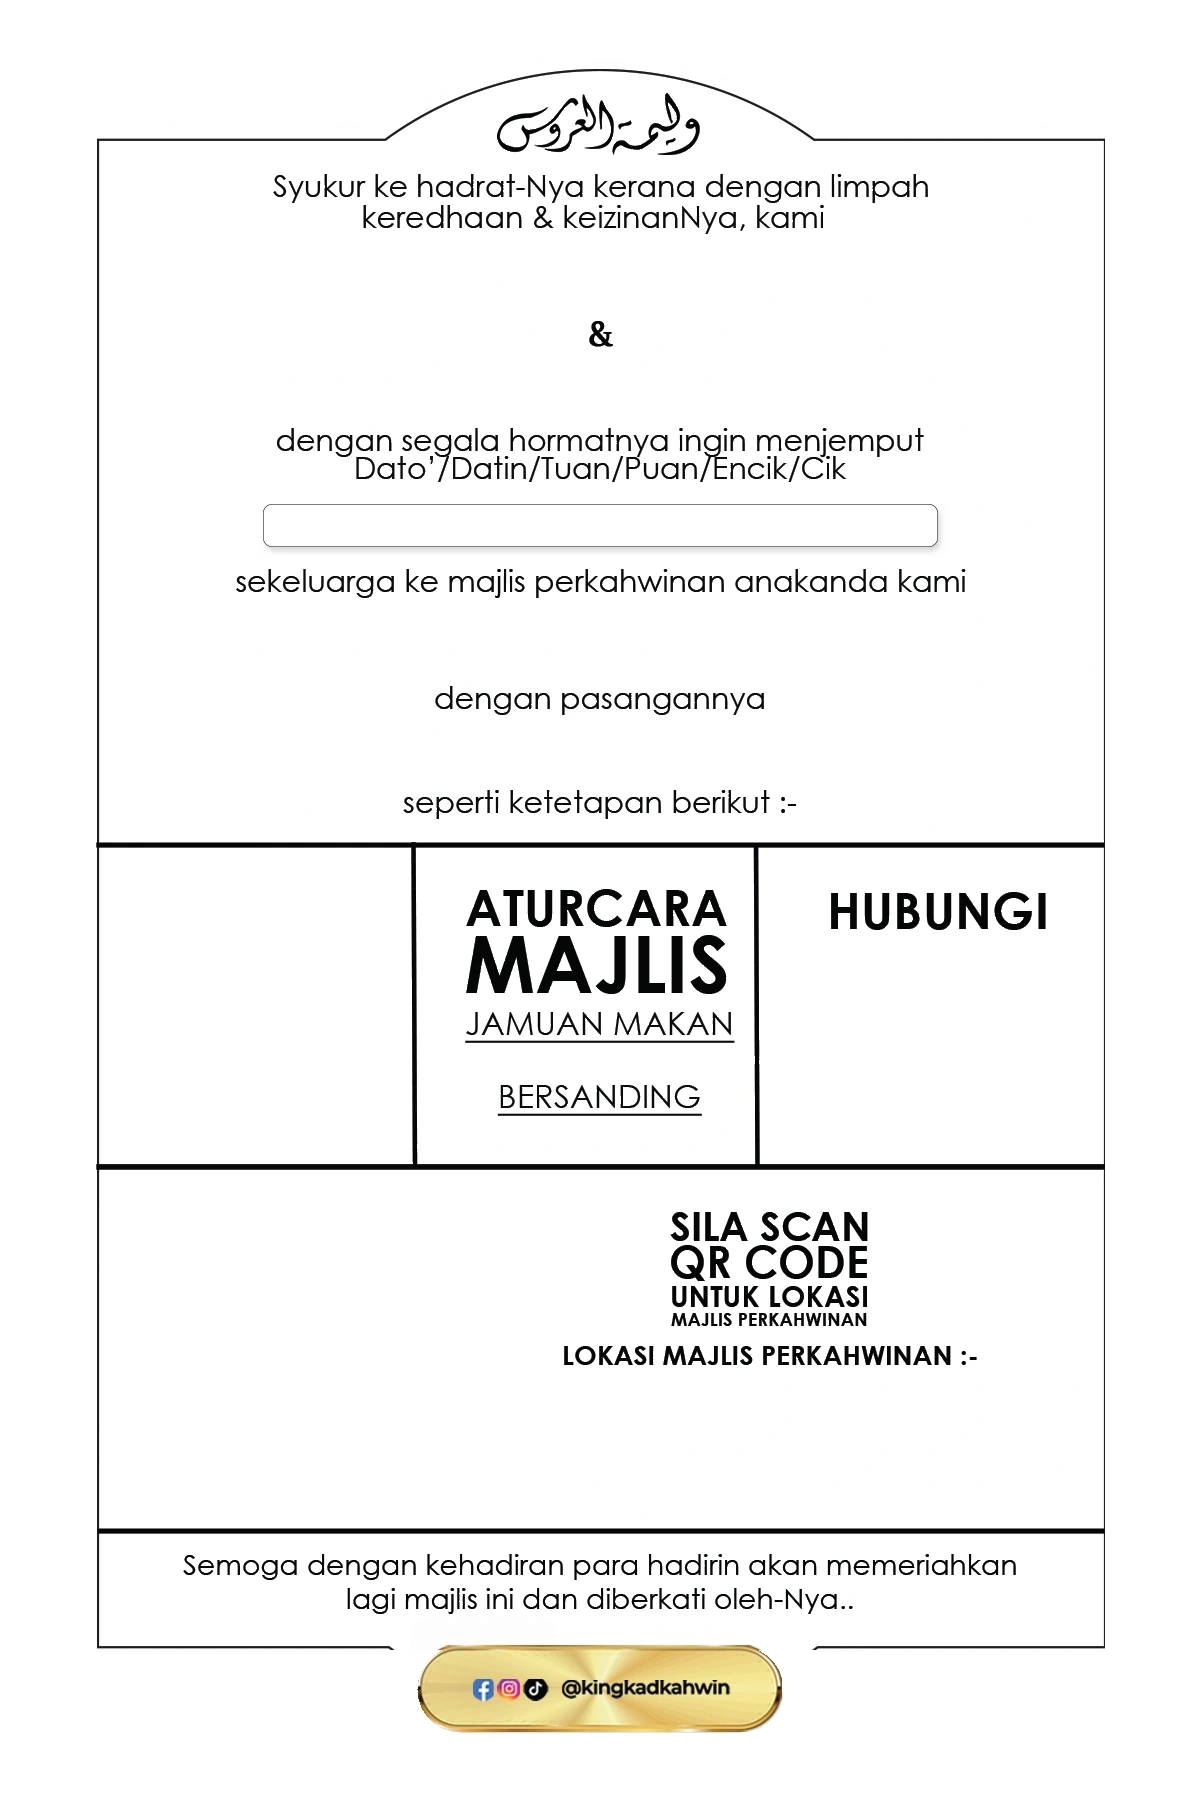 وليمة العروس
Syukur ke hadrat-Nya kerana dengan limpah
keredhaan & keizinanNya, kami
&
dengan segala hormatnya ingin menjemput
Dato’/Datin/Tuan/Puan/Encik/Cik
sekeluarga ke majlis perkahwinan anakanda kami
dengan pasangannya
seperti ketetapan berikut :-
ATURCARA
MAJLIS
JAMUAN MAKAN
BERSANDING
HUBUNGI
SILA SCAN
QR CODE
UNTUK LOKASI
MAJLIS PERKAHWINAN
LOKASI MAJLIS PERKAHWINAN :-
Semoga dengan kehadiran para hadirin akan memeriahkan
lagi majlis ini dan diberkati oleh-Nya..
@kingkadkahwin